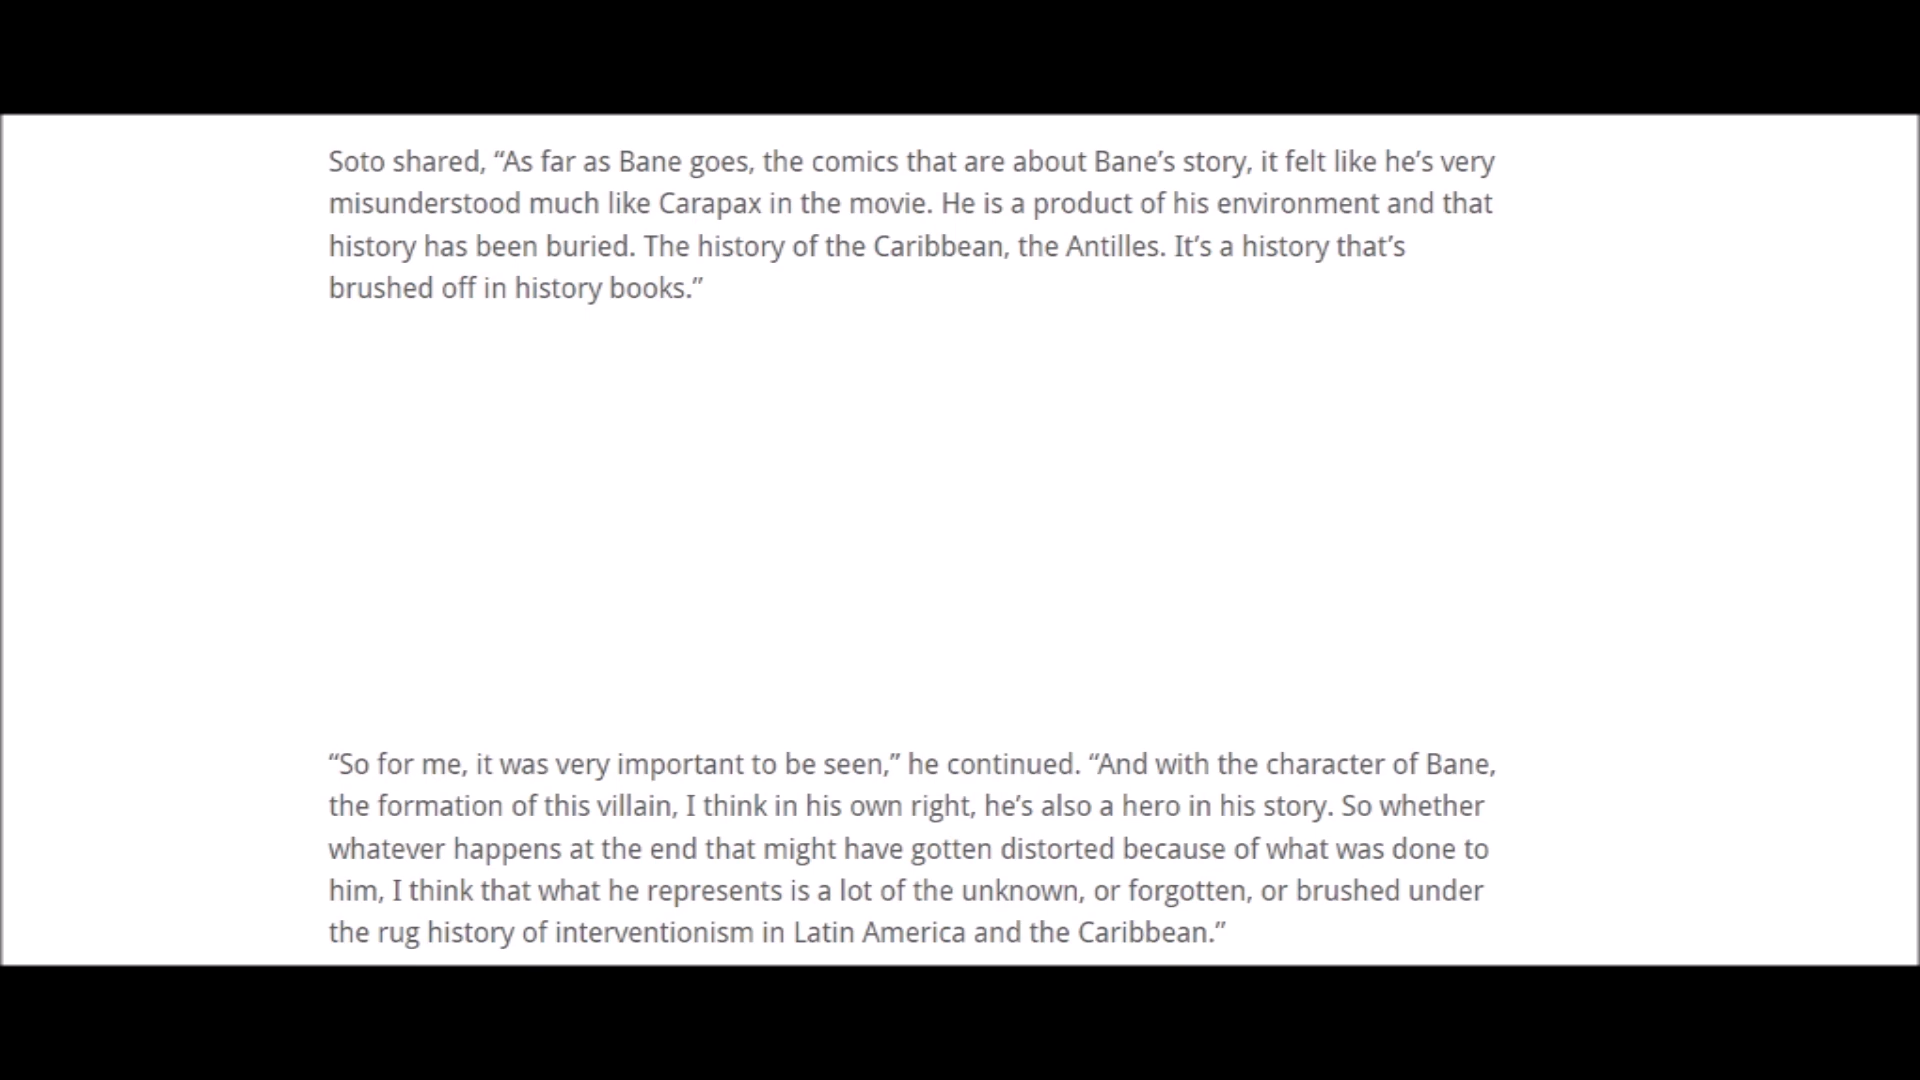 Soto shared, “As far as Bane goes, the comics that are about Bane’s story, it felt like he’s very
misunderstood much like Carapax in the movie. He is a product of his environment and that
history has been buried. The history of the Caribbean, the Antilles. It’s a history that’s
brushed off in history books.”
“So for me, it was very important to be seen,” he continued. “And with the character of Bane,
the formation of this villain, I think in his own right, he’s also a hero in his story. So whether
whatever happens at the end that might have gotten distorted because of what was done to
him, I think that what he represents is a lot of the unknown, or forgotten, or brushed under
the rug history of interventionism in Latin America and the Caribbean.”